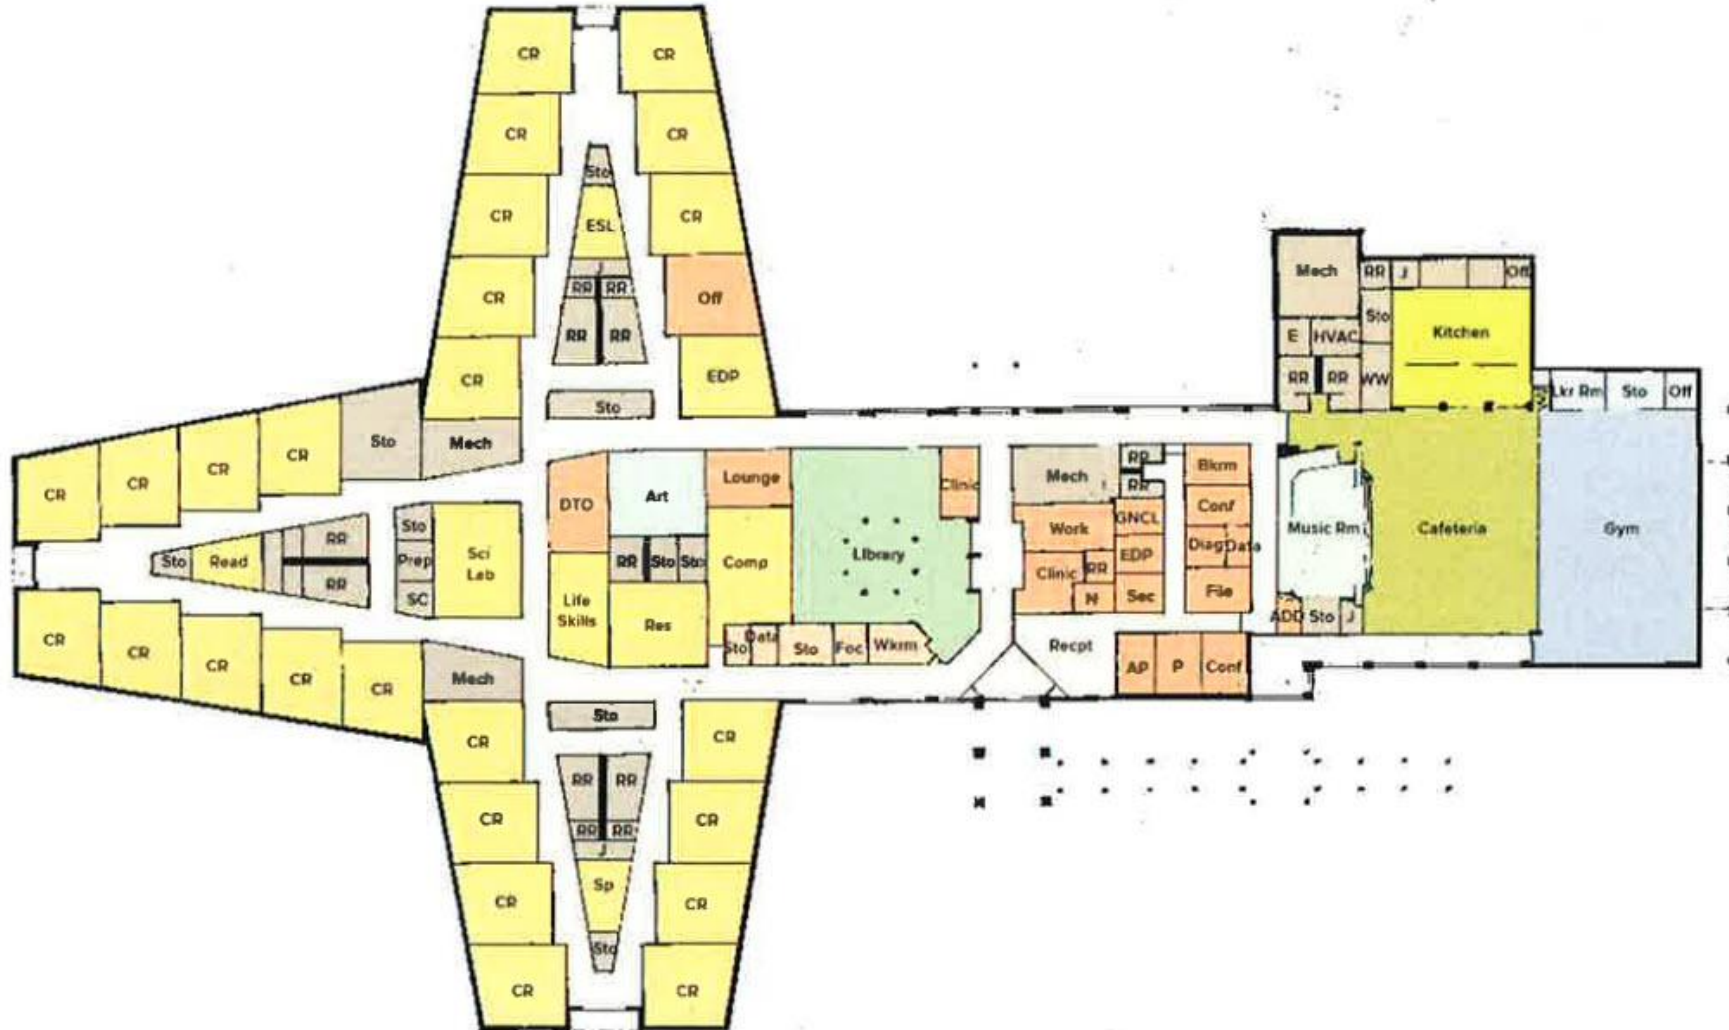 CR CR
CR CR
Sto
CR ESL CR
Mech RR J Off
CR J Off
RR RR
Sto
RR RR E HVAC Kitchen
CR EDP RR RR WW
Sto Lkr Rm Sto Off
CR CR CR CR Sto Mech
DTO Art Lounge Library Clinic Mech RR RR Bkrm
Sto Read RR RR Sto Prep SC Sci Lab
RR Sto Sto Comp
Life Skills Res
Sto Data Sto Foc Wkrm
Work GNCL Conf
Clinic RR EDP Diag Data
N Sec File
Recpt AP P Conf
Music Rm Cafeteria Gym
ADD Sto J
CR CR CR CR CR Mech
Sto
CR CR
RR RR
CR RR RR CR
J
CR Sp CR
Sto
CR CR